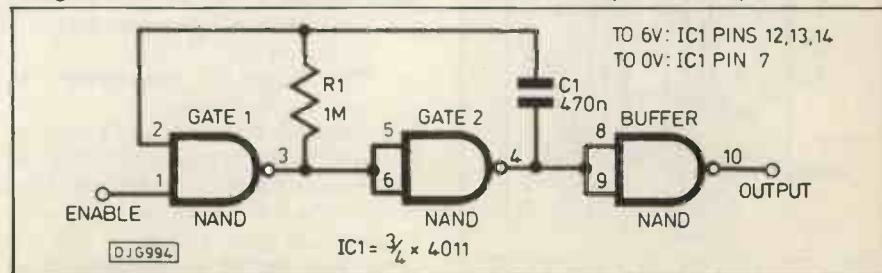 TO 6V: IC1 PINS 12,13,14
TO 0V: IC1 PIN 7
R1
1M
C1
470n
GATE 1
GATE 2
BUFFER
2
3
1
5
6
4
8
9
10
ENABLE
OUTPUT
NAND
NAND
NAND
DJG994
IC1 = 3/4 × 4011